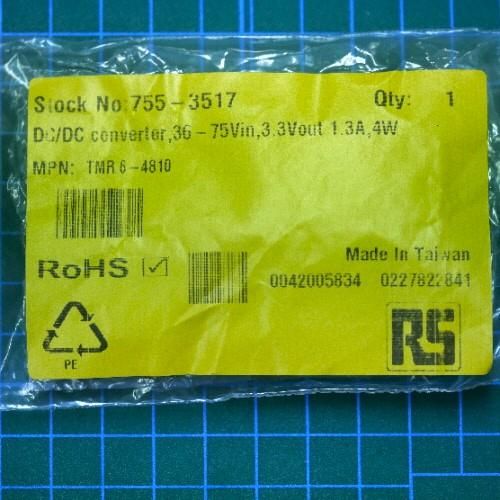 Stock No:755-3517 Qty: 1
DC/DC converter,36-75Vin,3.3Vout 1.3A,4W
MPN: TMR 6-4810
RoHS
Made In Taiwan
0042005834 0227822841
PE
RS